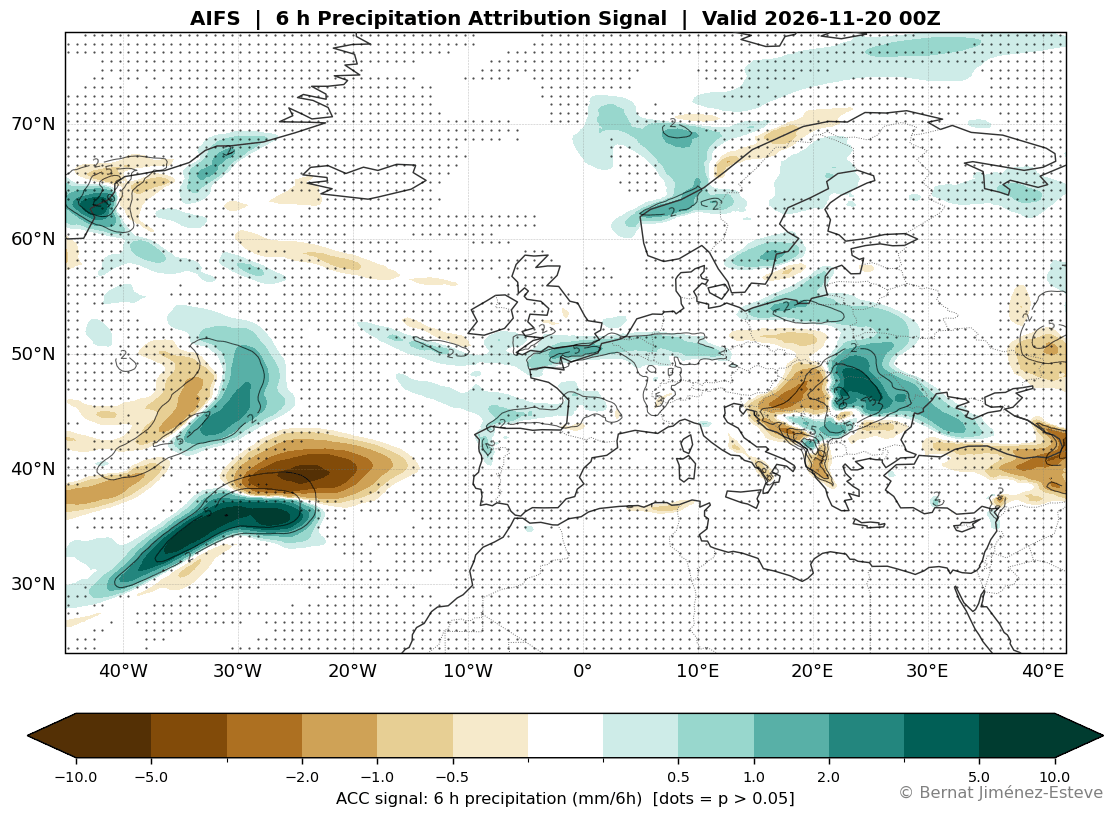 AIFS | 6 h Precipitation Attribution Signal | Valid 2026-11-20 00Z
70°N
60°N
50°N
40°N
30°N
40°W 30°W 20°W 10°W 0° 10°E 20°E 30°E 40°E
−10.0 −5.0 −2.0 −1.0 −0.5 0.5 1.0 2.0 5.0 10.0
ACC signal: 6 h precipitation (mm/6h) [dots = p > 0.05]
© Bernat Jiménez-Esteve